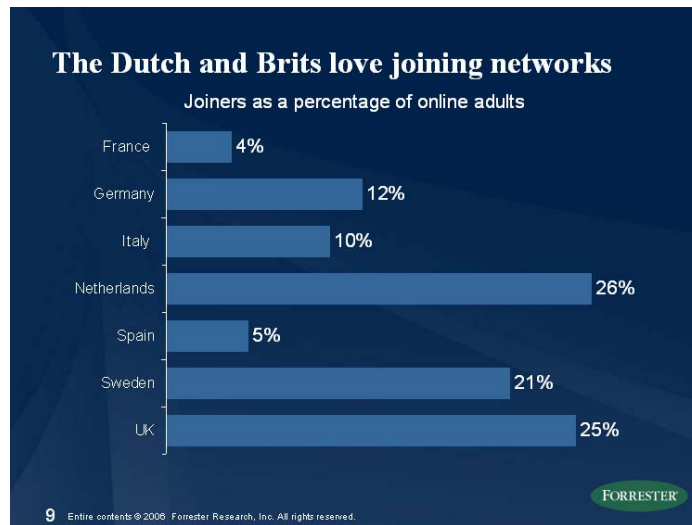 The Dutch and Brits love joining networks
Joiners as a percentage of online adults
France 4%
Germany 12%
Italy 10%
Netherlands 26%
Spain 5%
Sweden 21%
UK 25%
FORRESTER
9 Entire contents © 2006 Forrester Research, Inc. All rights reserved.